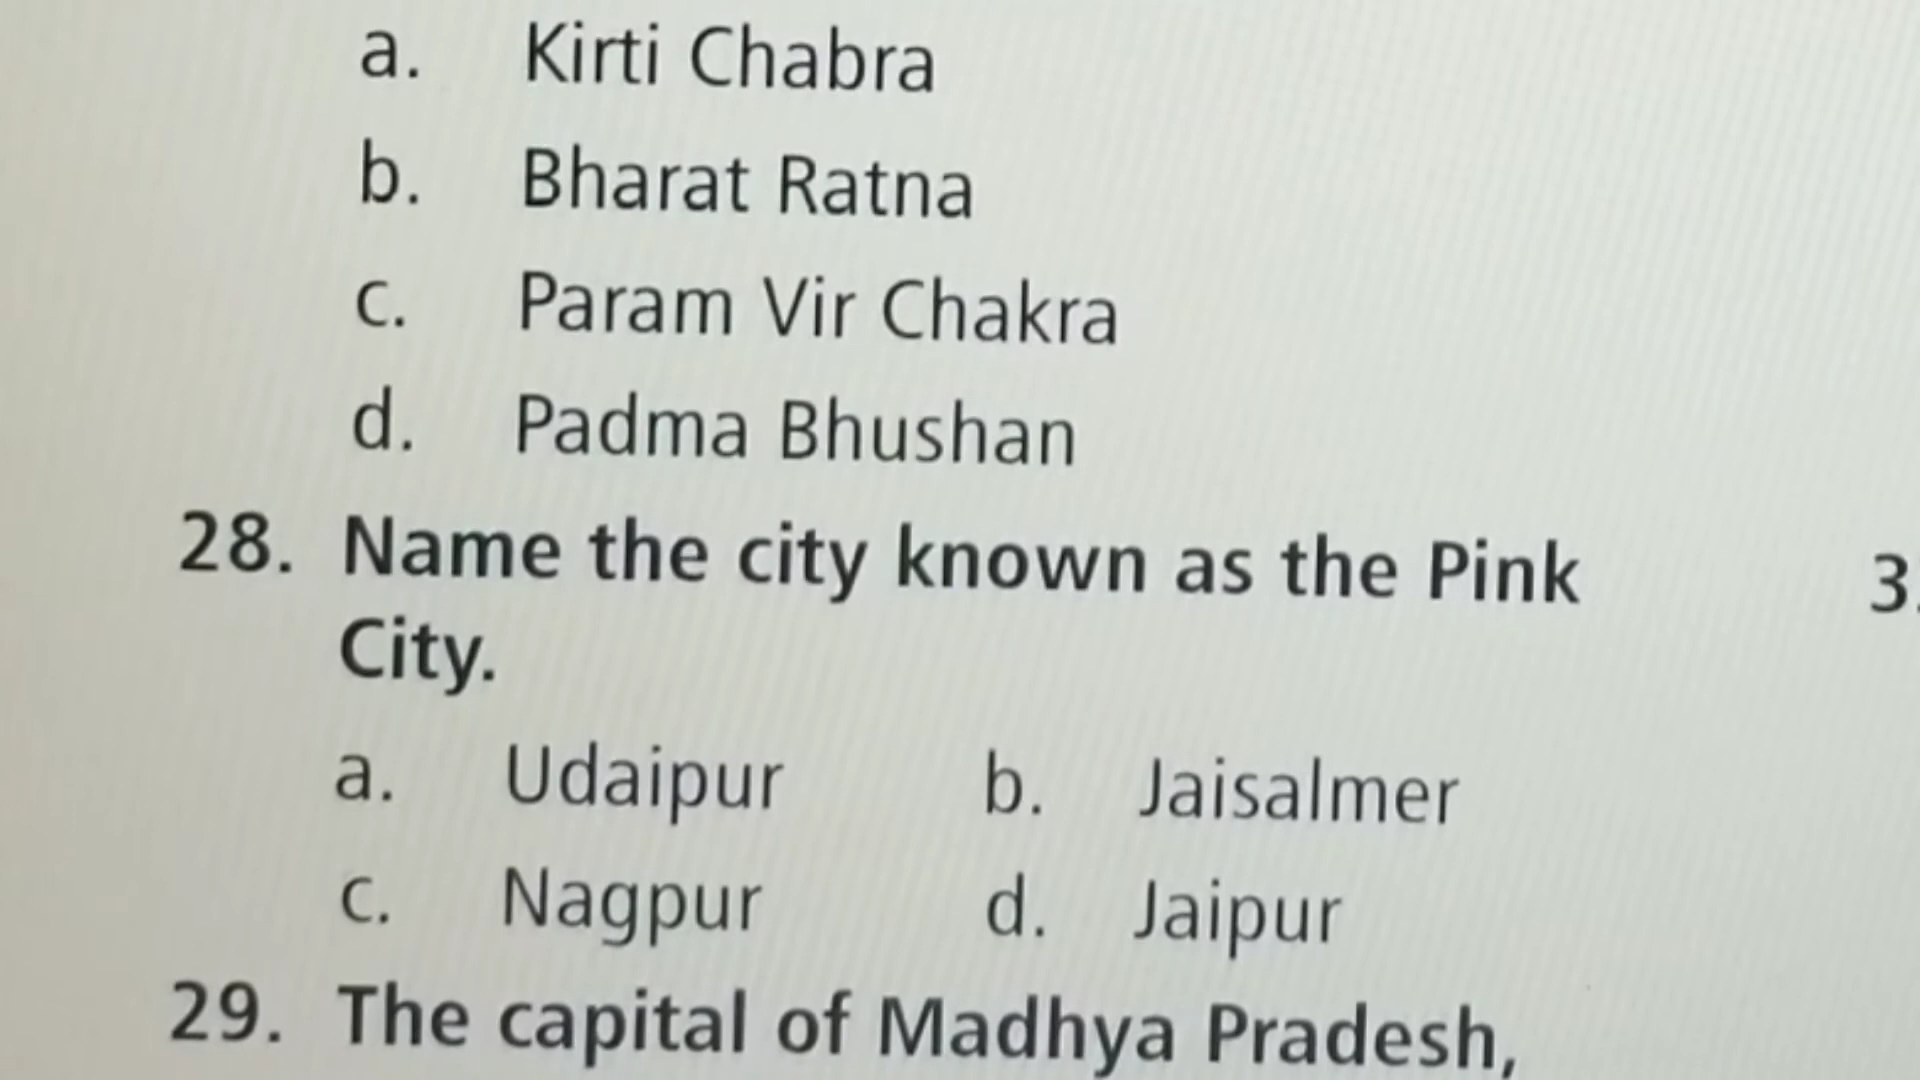 a. Kirti Chabra
b. Bharat Ratna
c. Param Vir Chakra
d. Padma Bhushan
28. Name the city known as the Pink
City.
a. Udaipur b. Jaisalmer
c. Nagpur d. Jaipur
29. The capital of Madhya Pradesh,
3.